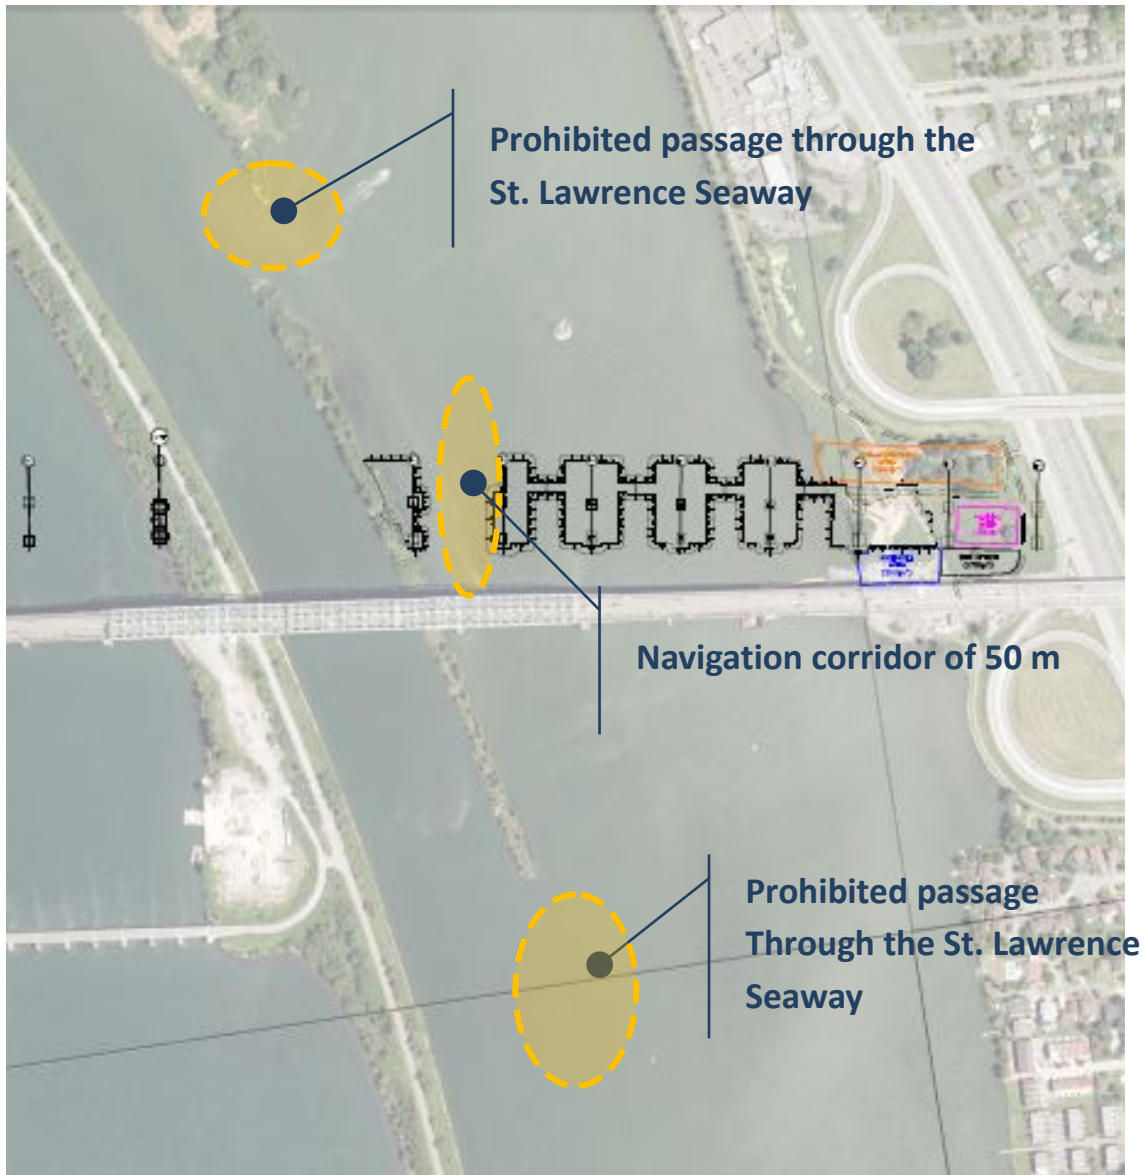 Prohibited passage through the
St. Lawrence Seaway
Navigation corridor of 50 m
Prohibited passage
Through the St. Lawrence
Seaway